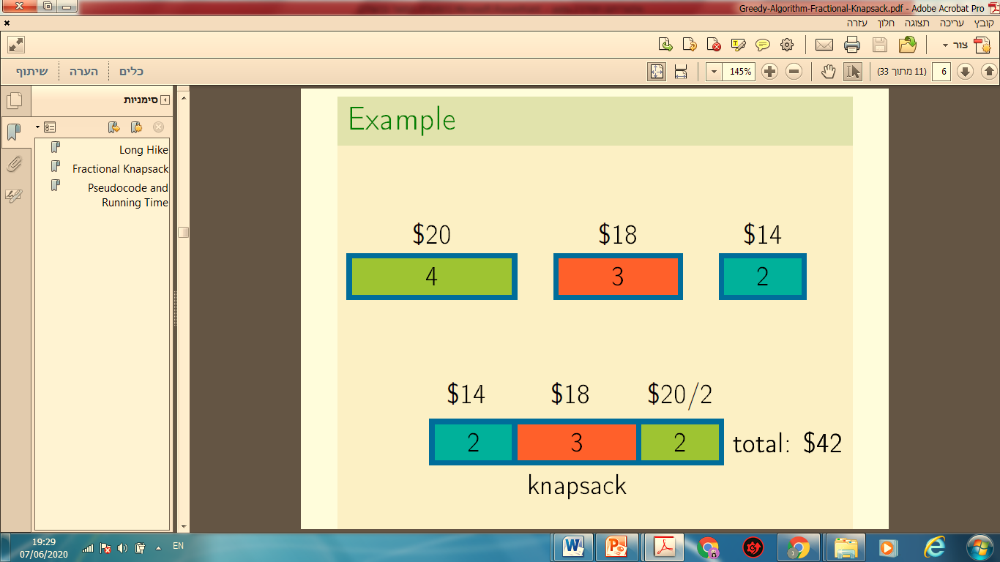 Greedy-Algorithm-Fractional-Knapsack.pdf - Adobe Acrobat Pro
קובץ עריכה תצוגה חלון עזרה
צור
6 (11 מתוך 33) 145%
כלים הערה שיתוף
סימניות
Long Hike
Fractional Knapsack
Pseudocode and
Running Time
Example
$20 $18 $14
4 3 2
$14 $18 $20/2
2 3 2 total: $42
knapsack
EN
19:29
07/06/2020